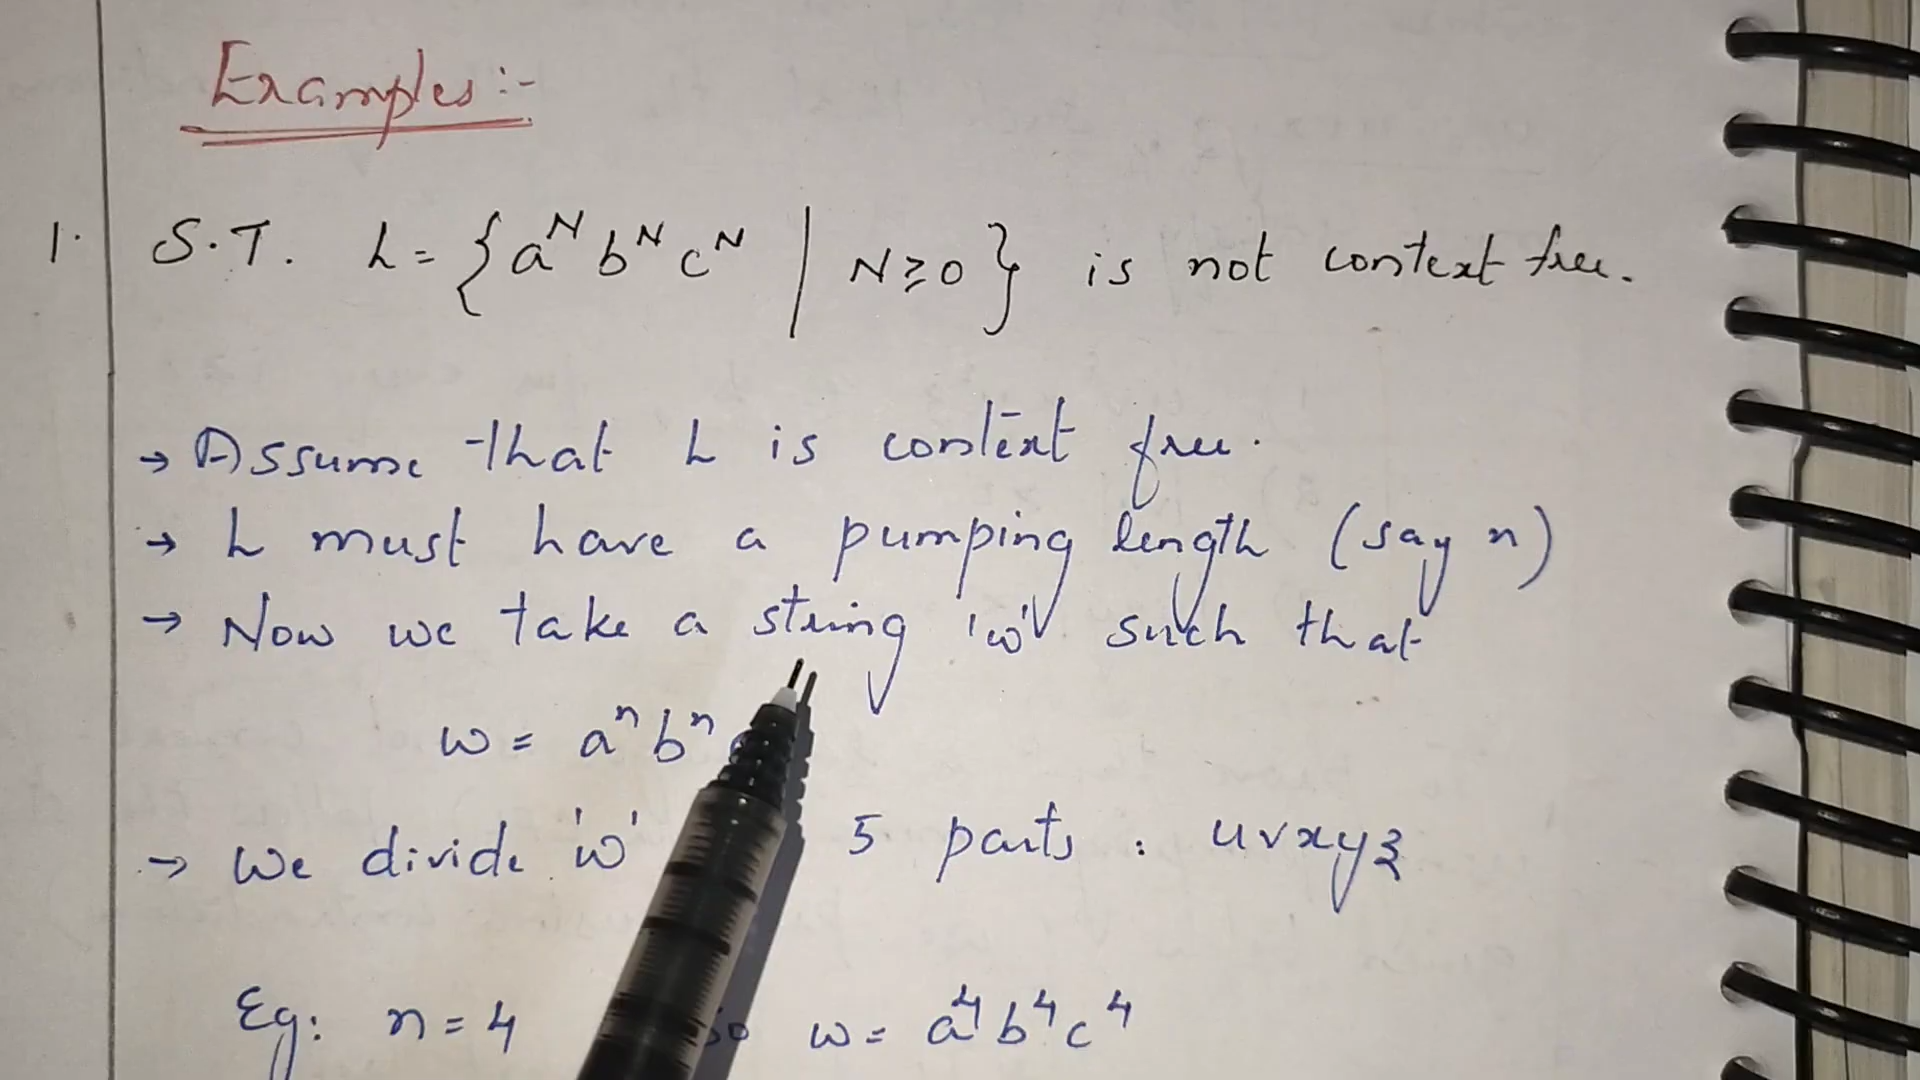 Examples :-
1. S.T. L = { a^N b^N c^N | N ≥ 0 } is not context free.
→ Assume that L is context free.
→ L must have a pumping length (say n)
→ Now we take a string 'w' such that
w = a^n b^n
→ We divide 'w' 5 parts : uvxyz
Eg: n = 4 so w = a^4 b^4 c^4